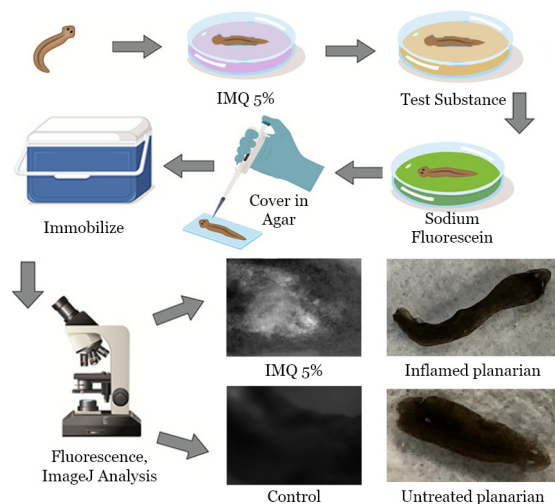 IMQ 5%
Test Substance
Cover in
Agar
Immobilize
Sodium
Fluorescein
IMQ 5%
Inflamed planarian
Fluorescence,
ImageJ Analysis
Control
Untreated planarian